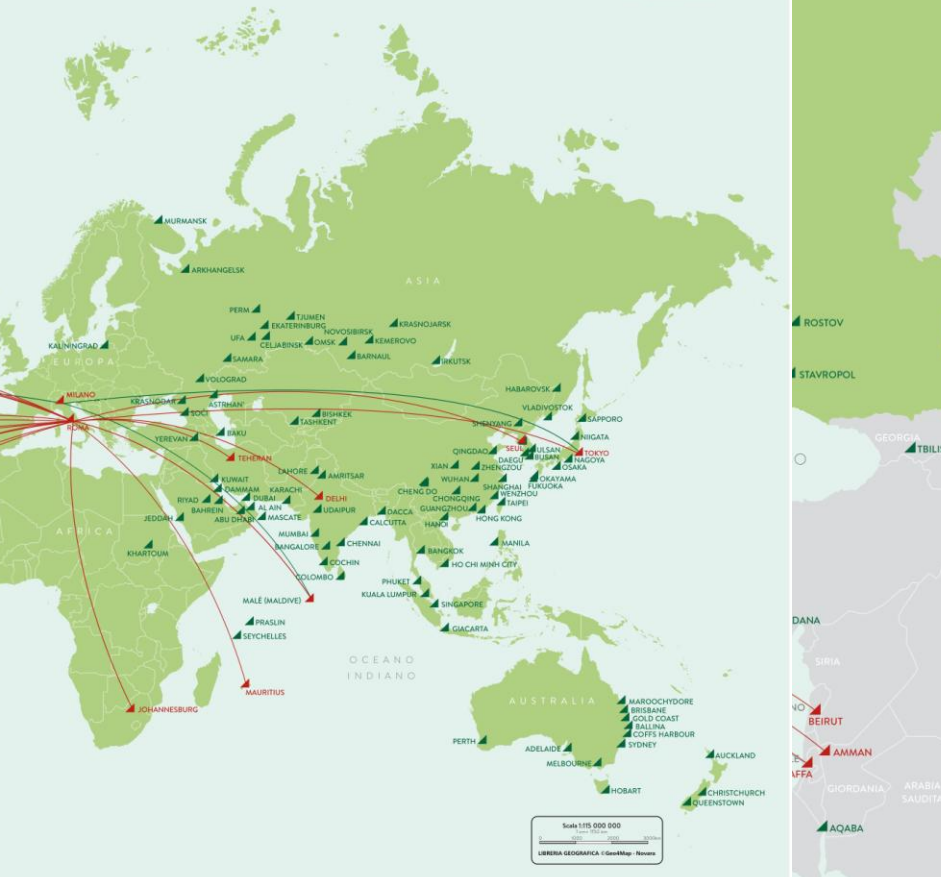 MURMANSK
ARKHANGELSK
ASIA
PERM
TJUMEN
EKATERINBURG
KRASNOJARSK
NOVOSIBIRSK
UFA
CELJABINSK
OMSK
KEMEROVO
KALININGRAD
EUROPA
SAMARA
BARNAUL
IRKUTSK
VOLOGRAD
HABAROVSK
MILANO
KRASNODAR
ASTRHAN'
VLADIVOSTOK
SOCI
BISHKEK
SAPPORO
ROMA
TASHKENT
SHENYANG
BAKU
NIIGATA
YEREVAN
SEUL
ULSAN
TOKYO
QINGDAO
BUSAN
TEHERAN
DAEGU
NAGOYA
XIAN
ZHENGZOU
OSAKA
LAHORE
AMRITSAR
KUWAIT
WUHAN
OKAYAMA
DAMMAM
KARACHI
SHANGHAI
FUKUOKA
CHENG DO
RIYAD
DUBAI
DELHI
CHONGQING
WENZHOU
BAHREIN
AL AIN
UDAIPUR
DACCA
GUANGZHOU
TAIPEI
JEDDAH
ABU DHABI
MASCATE
CALCUTTA
HANOI
HONG KONG
AFRICA
MUMBAI
KHARTOUM
BANGALORE
CHENNAI
MANILA
BANGKOK
COCHIN
HO CHI MINH CITY
COLOMBO
PHUKET
MALÉ (MALDIVE)
KUALA LUMPUR
SINGAPORE
PRASLIN
GIACARTA
SEYCHELLES
OCEANO
INDIANO
MAURITIUS
JOHANNESBURG
AUSTRALIA
MAROOCHYDORE
BRISBANE
GOLD COAST
BALLINA
COFFS HARBOUR
PERTH
ADELAIDE
SYDNEY
MELBOURNE
AUCKLAND
HOBART
CHRISTCHURCH
QUEENSTOWN
Scala 1:115 000 000
LIBRERIA GEOGRAFICA ©Geo4Map - Novara
ROSTOV
STAVROPOL
GEORGIA
TBILIS
DANA
SIRIA
NO
BEIRUT
AMMAN
AFFA
GIORDANIA
ARABIA
SAUDITA
AQABA